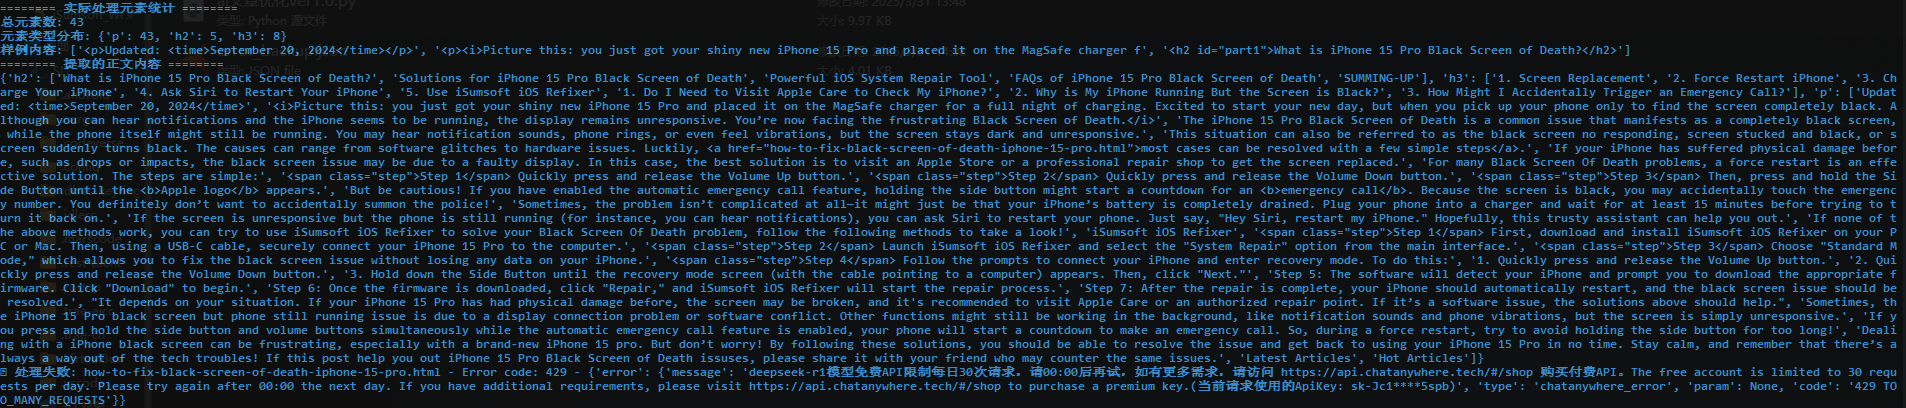 文章优化ver1.0.py
修改日期: 2025/3/31 13:48
类型: Python 源文件
大小: 9.97 KB
======== 实际处理元素统计 ========
总元素数: 43
元素类型分布: {'p': 43, 'h2': 5, 'h3': 8}
样例内容: ['<p>Updated: <time>September 20, 2024</time></p>', '<p><i>Picture this: you just got your shiny new iPhone 15 Pro and placed it on the MagSafe charger f', '<h2 id="part1">What is iPhone 15 Pro Black Screen of Death?</h2>']
======== 提取的正文内容 ========
{'h2': ['What is iPhone 15 Pro Black Screen of Death?', 'Solutions for iPhone 15 Pro Black Screen of Death', 'Powerful iOS System Repair Tool', 'FAQs of iPhone 15 Pro Black Screen of Death', 'SUMMING-UP'], 'h3': ['1. Screen Replacement', '2. Force Restart iPhone', '3. Ch
arge Your iPhone', '4. Ask Siri to Restart Your iPhone', '5. Use iSumsoft iOS Refixer', '1. Do I Need to Visit Apple Care to Check My iPhone?', '2. Why is My iPhone Running But the Screen is Black?', '3. How Might I Accidentally Trigger an Emergency Call?'], 'p': ['Updat
ed: <time>September 20, 2024</time>', '<i>Picture this: you just got your shiny new iPhone 15 Pro and placed it on the MagSafe charger for a full night of charging. Excited to start your new day, but when you pick up your phone only to find the screen completely black. A
lthough you can hear notifications and the iPhone seems to be running, the display remains unresponsive. You’re now facing the frustrating Black Screen of Death.</i>', 'The iPhone 15 Pro Black Screen of Death is a common issue that manifests as a completely black screen,
 while the phone itself might still be running. You may hear notification sounds, phone rings, or even feel vibrations, but the screen stays dark and unresponsive.', 'This situation can also be referred to as the black screen no responding, screen stucked and black, or s
creen suddenly turns black. The causes can range from software glitches to hardware issues. Luckily, <a href="how-to-fix-black-screen-of-death-iphone-15-pro.html">most cases can be resolved with a few simple steps</a>.', 'If your iPhone has suffered physical damage befor
e, such as drops or impacts, the black screen issue may be due to a faulty display. In this case, the best solution is to visit an Apple Store or a professional repair shop to get the screen replaced.', 'For many Black Screen Of Death problems, a force restart is an effe
ctive solution. The steps are simple:', '<span class="step">Step 1</span> Quickly press and release the Volume Up button.', '<span class="step">Step 2</span> Quickly press and release the Volume Down button.', '<span class="step">Step 3</span> Then, press and hold the Si
de Button until the <b>Apple logo</b> appears.', 'But be cautious! If you have enabled the automatic emergency call feature, holding the side button might start a countdown for an <b>emergency call</b>. Because the screen is black, you may accidentally touch the emergenc
y number. You definitely don’t want to accidentally summon the police!', 'Sometimes, the problem isn’t complicated at all—it might just be that your iPhone’s battery is completely drained. Plug your phone into a charger and wait for at least 15 minutes before trying to t
urn it back on.', 'If the screen is unresponsive but the phone is still running (for instance, you can hear notifications), you can ask Siri to restart your phone. Just say, "Hey Siri, restart my iPhone." Hopefully, this trusty assistant can help you out.', 'If none of t
he above methods work, you can try to use iSumsoft iOS Refixer to solve your Black Screen Of Death problem, follow the following methods to take a look!', 'iSumsoft iOS Refixer', '<span class="step">Step 1</span> First, download and install iSumsoft iOS Refixer on your P
C or Mac. Then, using a USB-C cable, securely connect your iPhone 15 Pro to the computer.', '<span class="step">Step 2</span> Launch iSumsoft iOS Refixer and select the "System Repair" option from the main interface.', '<span class="step">Step 3</span> Choose "Standard M
ode," which allows you to fix the black screen issue without losing any data on your iPhone.', '<span class="step">Step 4</span> Follow the prompts to connect your iPhone and enter recovery mode. To do this:', '1. Quickly press and release the Volume Up button.', '2. Qui
ckly press and release the Volume Down button.', '3. Hold down the Side Button until the recovery mode screen (with the cable pointing to a computer) appears. Then, click "Next."', 'Step 5: The software will detect your iPhone and prompt you to download the appropriate f
irmware. Click "Download" to begin.', 'Step 6: Once the firmware is downloaded, click "Repair," and iSumsoft iOS Refixer will start the repair process.', 'Step 7: After the repair is complete, your iPhone should automatically restart, and the black screen issue should be
 resolved.', "It depends on your situation. If your iPhone 15 Pro has had physical damage before, the screen may be broken, and it's recommended to visit Apple Care or an authorized repair point. If it’s a software issue, the solutions above should help.", 'Sometimes, th
e iPhone 15 Pro black screen but phone still running issue is due to a display connection problem or software conflict. Other functions might still be working in the background, like notification sounds and phone vibrations, but the screen is simply unresponsive.', 'If y
ou press and hold the side button and volume buttons simultaneously while the automatic emergency call feature is enabled, your phone will start a countdown to make an emergency call. So, during a force restart, try to avoid holding the side button for too long!', 'Deali
ng with a iPhone black screen can be frustrating, especially with a brand-new iPhone 15 pro. But don’t worry! By following these solutions, you should be able to resolve the issue and get back to using your iPhone 15 Pro in no time. Stay calm, and remember that there’s a
lways a way out of the tech troubles! If this post help you out iPhone 15 Pro Black Screen of Death issuses, please share it with your friend who may counter the same issues.', 'Latest Articles', 'Hot Articles']}
处理失败: how-to-fix-black-screen-of-death-iphone-15-pro.html - Error code: 429 - {'error': {'message': 'deepseek-r1模型免费API限制每日30次请求，请00:00后再试，如有更多需求，请访问 https://api.chatanywhere.tech/#/shop 购买付费API。The free account is limited to 30 requ
ests per day. Please try again after 00:00 the next day. If you have additional requirements, please visit https://api.chatanywhere.tech/#/shop to purchase a premium key.(当前请求使用的ApiKey: sk-Jc1****5spb)', 'type': 'chatanywhere_error', 'param': None, 'code': '429 TO
O_MANY_REQUESTS'}}